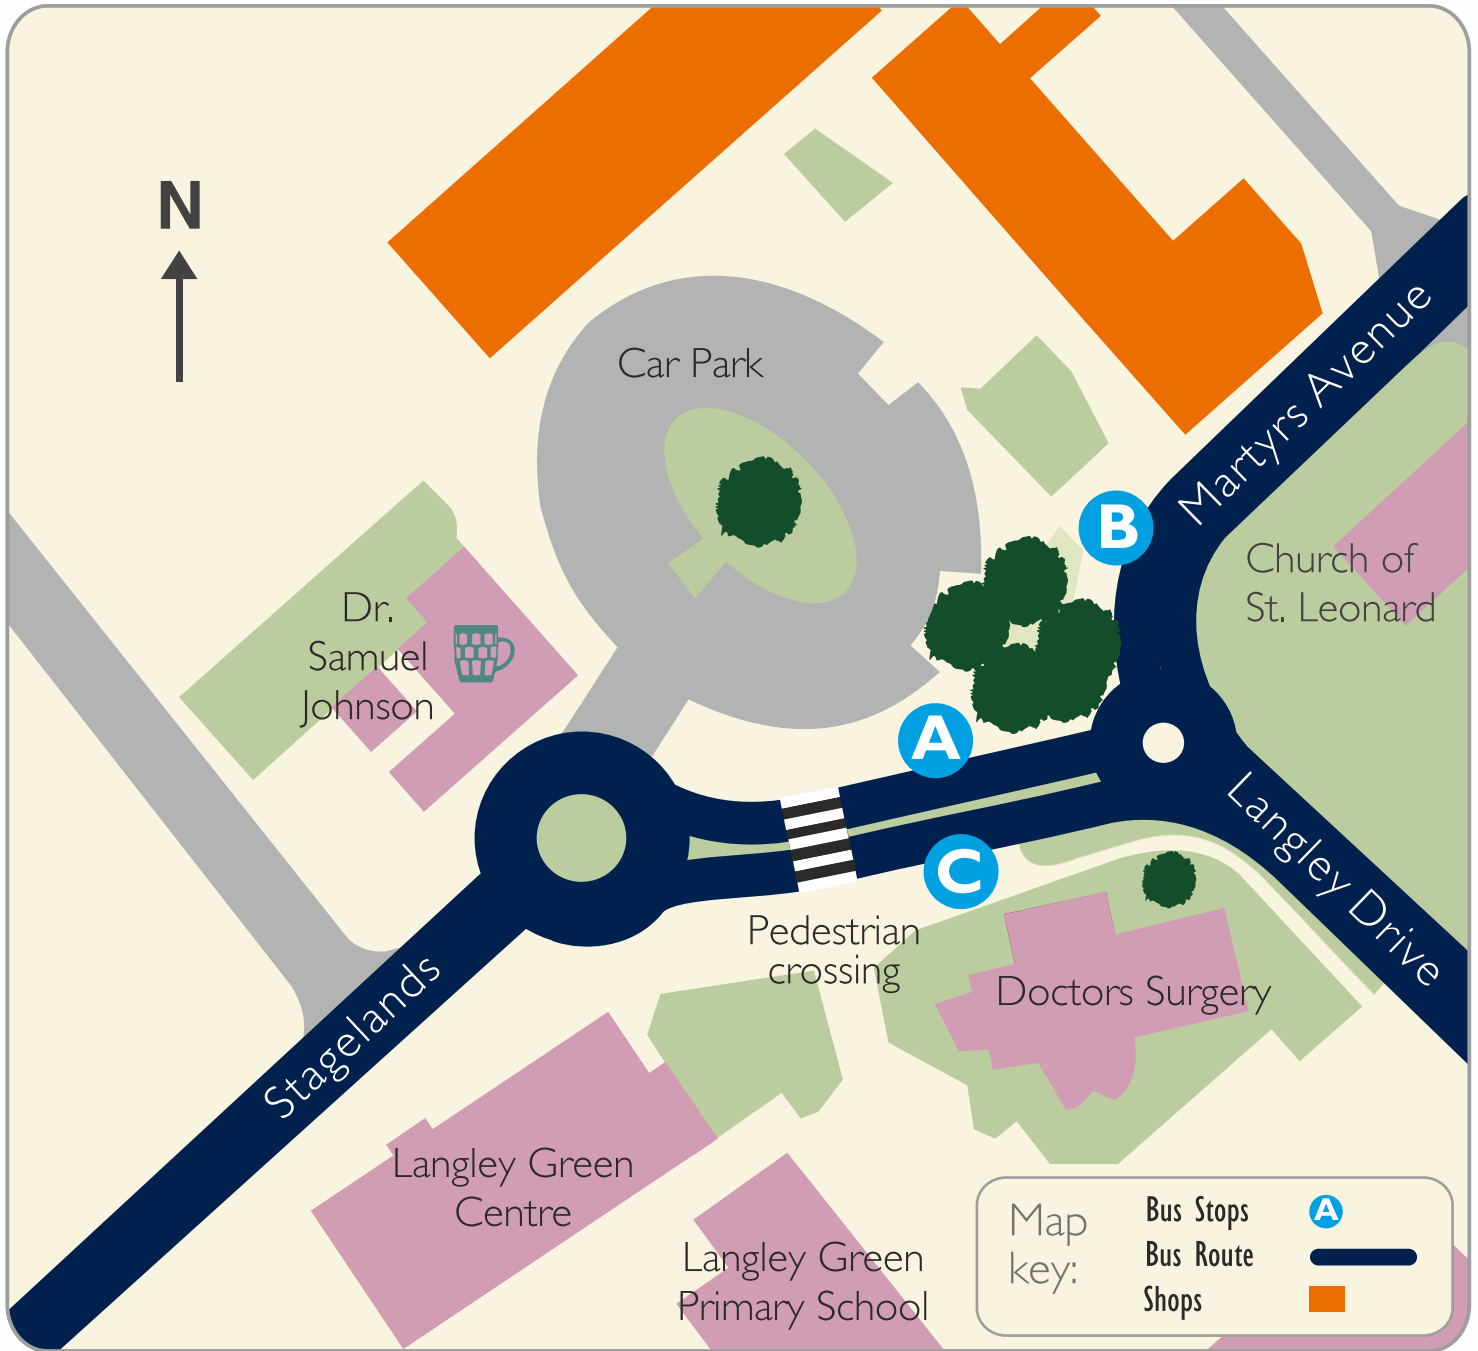 N
Car Park
Martyrs Avenue
B
Church of
St. Leonard
Dr.
Samuel
Johnson
A
C
Langley Drive
Pedestrian
crossing
Doctors Surgery
Stagelands
Langley Green
Centre
Langley Green
Primary School
Map
key:
Bus Stops
A
Bus Route
Shops